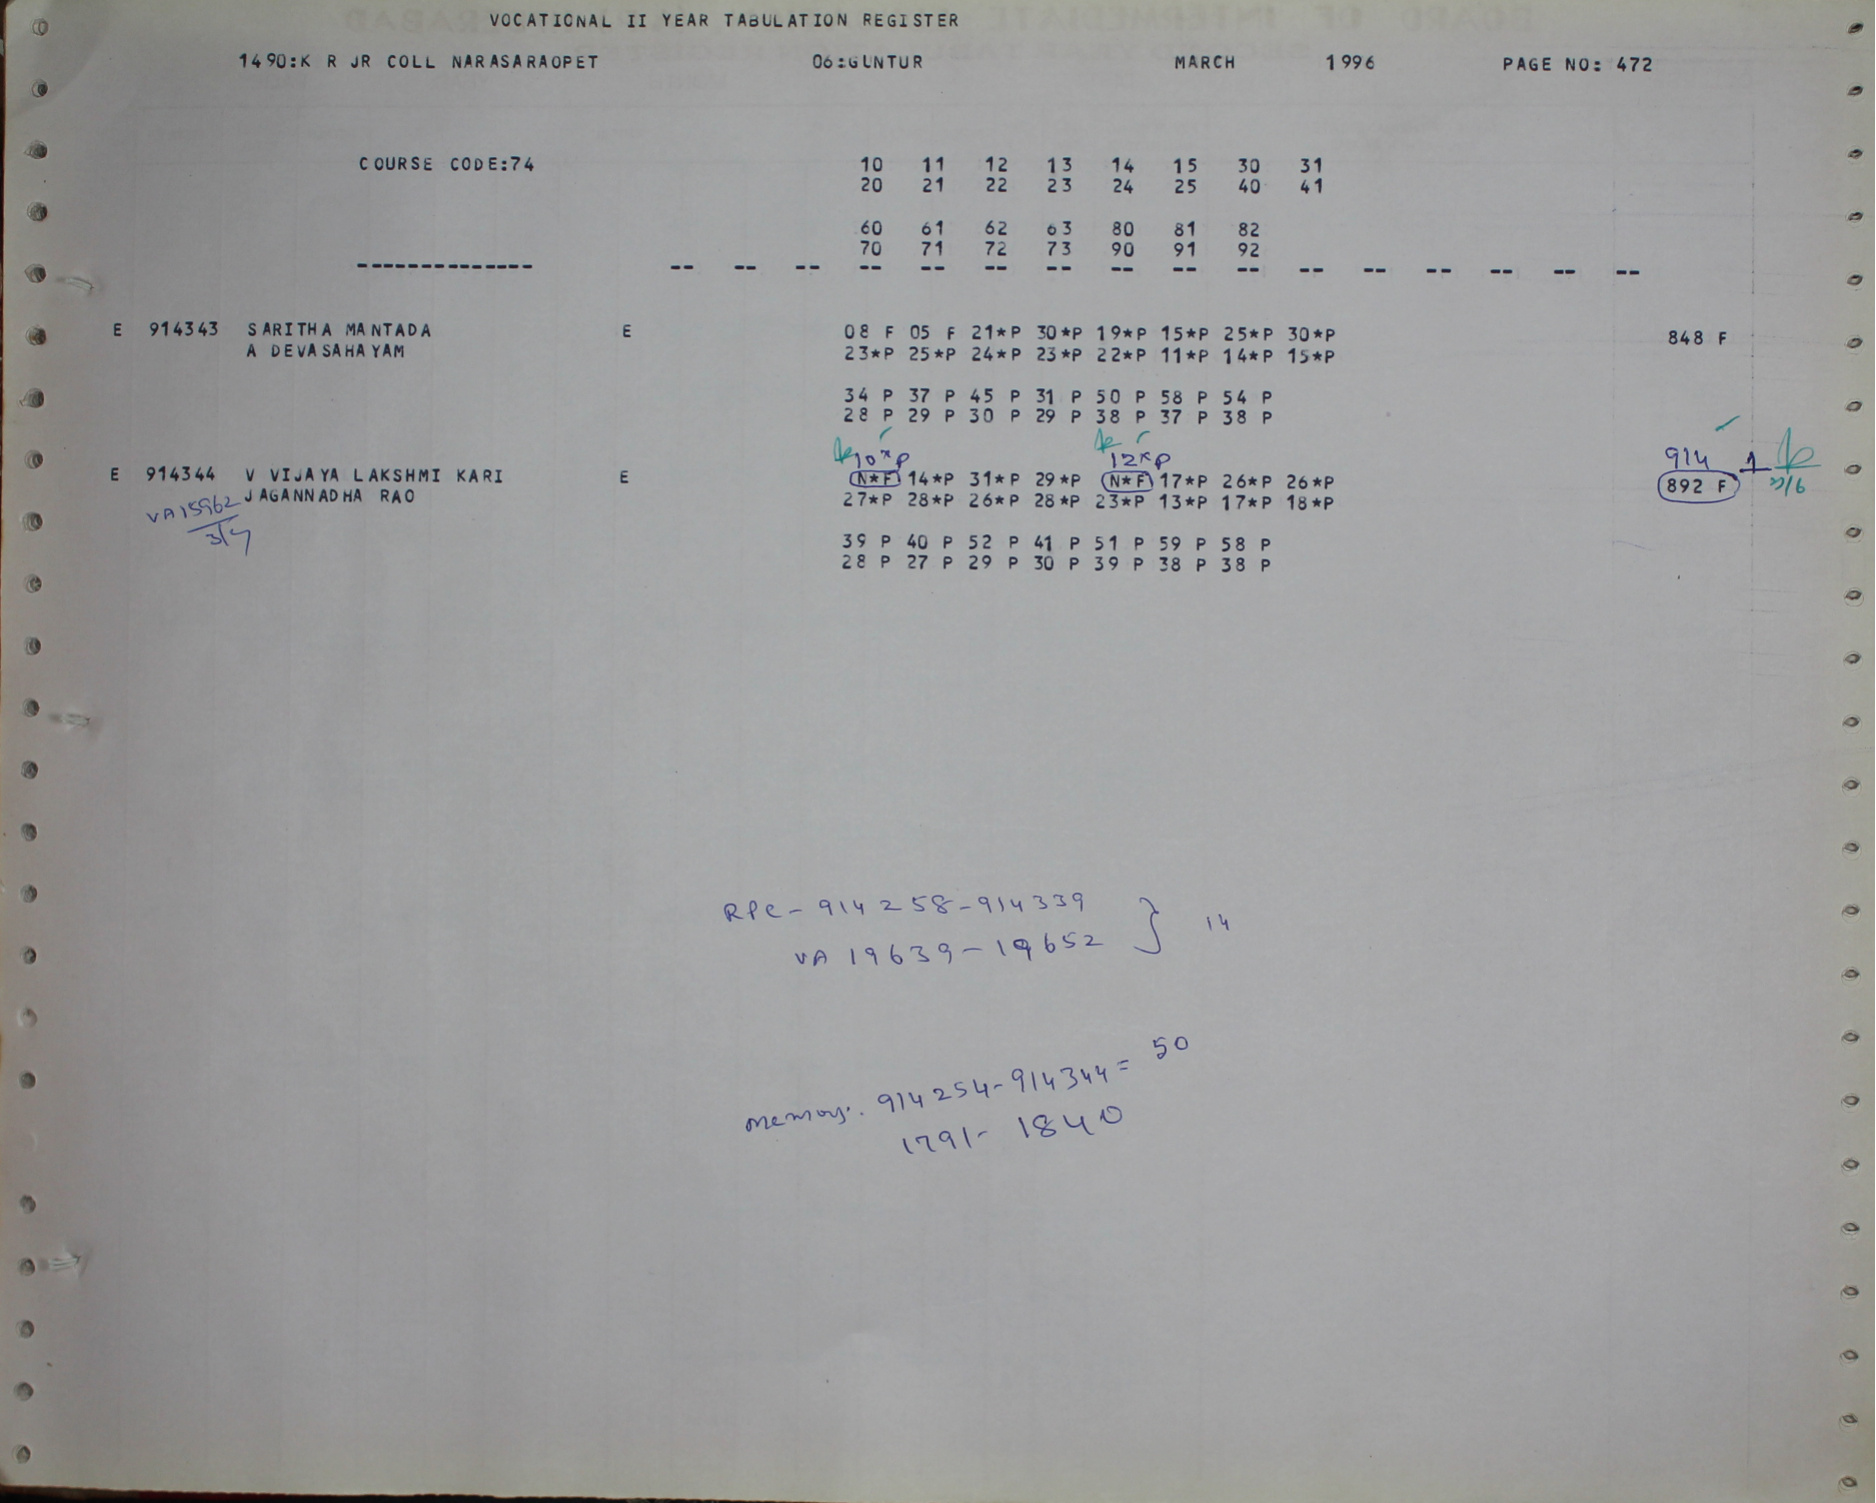 VOCATIONAL II YEAR TABULATION REGISTER
1490:K R JR COLL NARASARAOPET 06:GUNTUR MARCH 1996 PAGE NO: 472
COURSE CODE:74 10 11 12 13 14 15 30 31
20 21 22 23 24 25 40 41
60 61 62 63 80 81 82
70 71 72 73 90 91 92
-------------- -- -- -- -- -- -- -- -- -- -- -- -- -- -- -- --
E 914343 SARITHA MANTADA E 08 F 05 F 21*P 30*P 19*P 15*P 25*P 30*P 848 F
A DEVASAHAYAM 23*P 25*P 24*P 23*P 22*P 11*P 14*P 15*P
34 P 37 P 45 P 31 P 50 P 58 P 54 P
28 P 29 P 30 P 29 P 38 P 37 P 38 P
10*P 12*P 914 1
E 914344 V VIJAYA LAKSHMI KARI E N*F 14*P 31*P 29*P N*F 17*P 26*P 26*P 892 F
JAGANNADHA RAO 27*P 28*P 26*P 28*P 23*P 13*P 17*P 18*P
VA15962
3/7
39 P 40 P 52 P 41 P 51 P 59 P 58 P
28 P 27 P 29 P 30 P 39 P 38 P 38 P
RPC - 914258-914339 } 14
VA 19639-19652
914254-914344 = 50
1791-1840